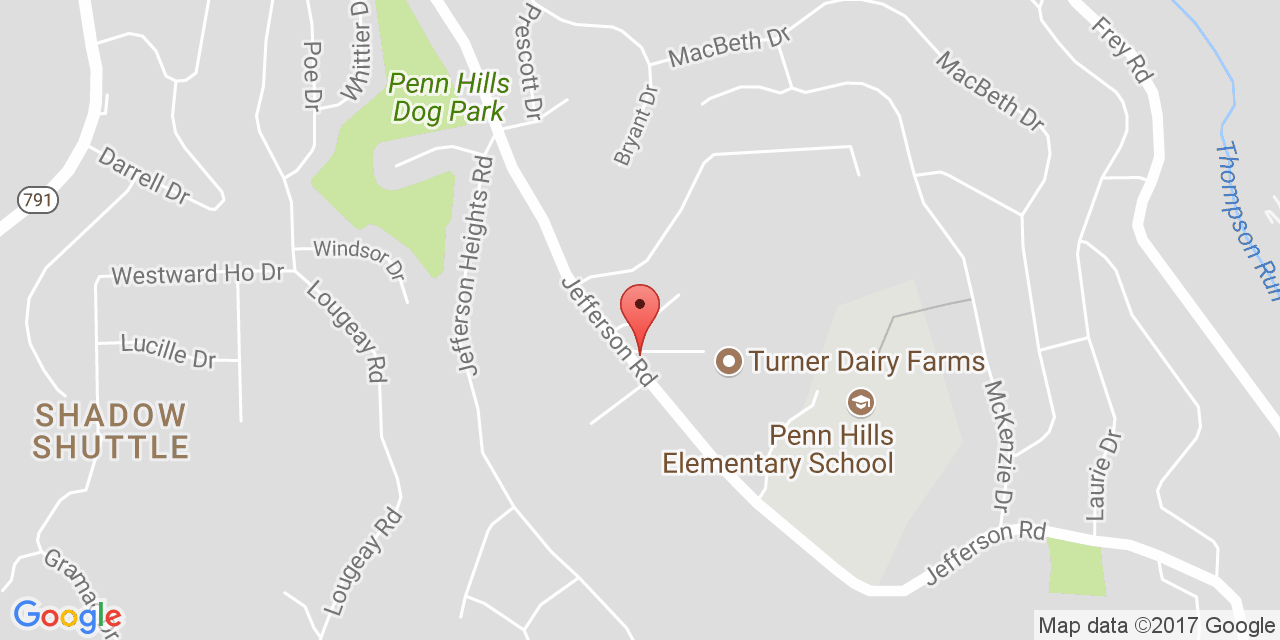 Poe Dr
Whittier D
Prescott Dr
MacBeth Dr
Frey Rd
Penn Hills
Dog Park
MacBeth Dr
Bryant Dr
Thompson Run
Darrell Dr
791
Windsor Dr
Jefferson Heights Rd
Westward Ho Dr
Lougeay Rd
Jefferson Rd
Lucille Dr
Turner Dairy Farms
SHADOW
SHUTTLE
Penn Hills
Elementary School
McKenzie Dr
Laurie Dr
Lougeay Rd
Jefferson Rd
Grama Dr
Google
Map data ©2017 Google